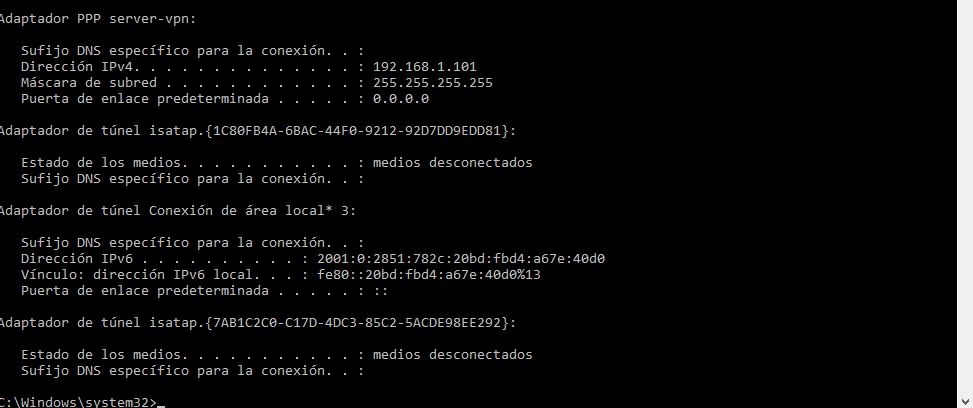 Adaptador PPP server-vpn:
Sufijo DNS específico para la conexión. . :
Dirección IPv4. . . . . . . . . . . . . . : 192.168.1.101
Máscara de subred . . . . . . . . . . . . : 255.255.255.255
Puerta de enlace predeterminada . . . . . : 0.0.0.0
Adaptador de túnel isatap.{1C80FB4A-6BAC-44F0-9212-92D7DD9EDD81}:
Estado de los medios. . . . . . . . . . . : medios desconectados
Sufijo DNS específico para la conexión. . :
Adaptador de túnel Conexión de área local* 3:
Sufijo DNS específico para la conexión. . :
Dirección IPv6 . . . . . . . . . . : 2001:0:2851:782c:20bd:fbd4:a67e:40d0
Vínculo: dirección IPv6 local. . . : fe80::20bd:fbd4:a67e:40d0%13
Puerta de enlace predeterminada . . . . . : ::
Adaptador de túnel isatap.{7AB1C2C0-C17D-4DC3-85C2-5ACDE98EE292}:
Estado de los medios. . . . . . . . . . . : medios desconectados
Sufijo DNS específico para la conexión. . :
C:\Windows\system32>_